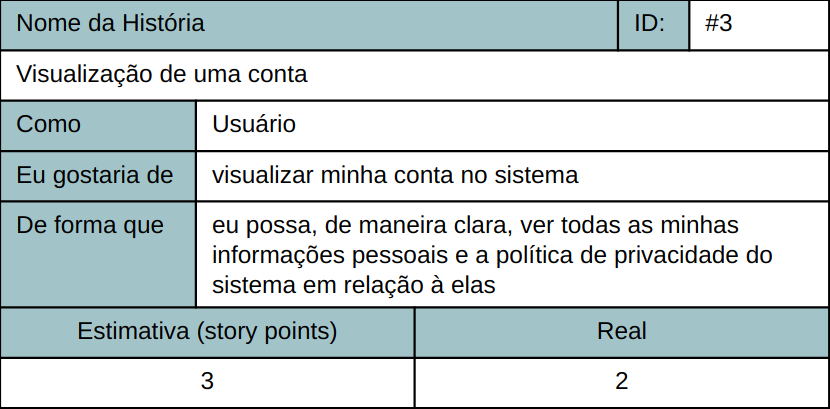 Nome da História ID: #3
Visualização de uma conta
Como Usuário
Eu gostaria de visualizar minha conta no sistema
De forma que eu possa, de maneira clara, ver todas as minhas
informações pessoais e a política de privacidade do
sistema em relação à elas
Estimativa (story points) Real
3 2